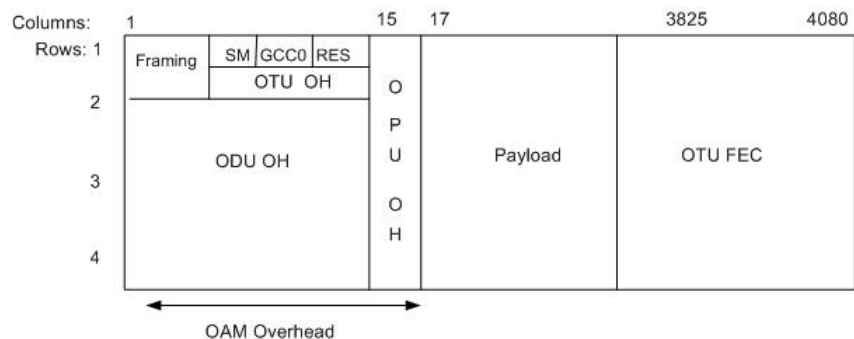 Columns: 1 15 17 3825 4080
Rows: 1
Framing SM GCC0 RES
OTU OH
2
ODU OH
3
4
O
P
U
O
H
Payload
OTU FEC
OAM Overhead